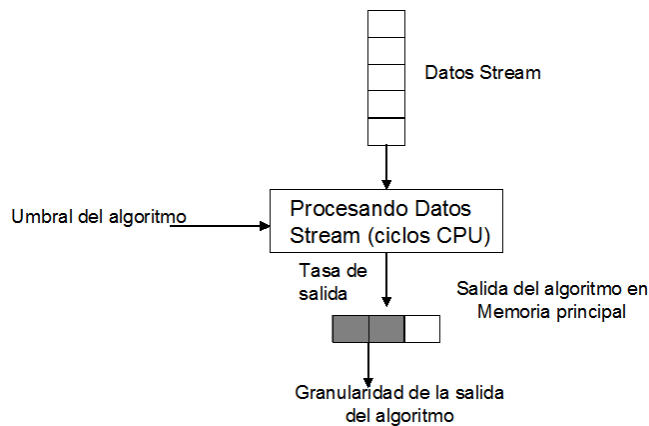 Datos Stream
Umbral del algoritmo
Procesando Datos
Stream (ciclos CPU)
Tasa de
salida
Salida del algoritmo en
Memoria principal
Granularidad de la salida
del algoritmo